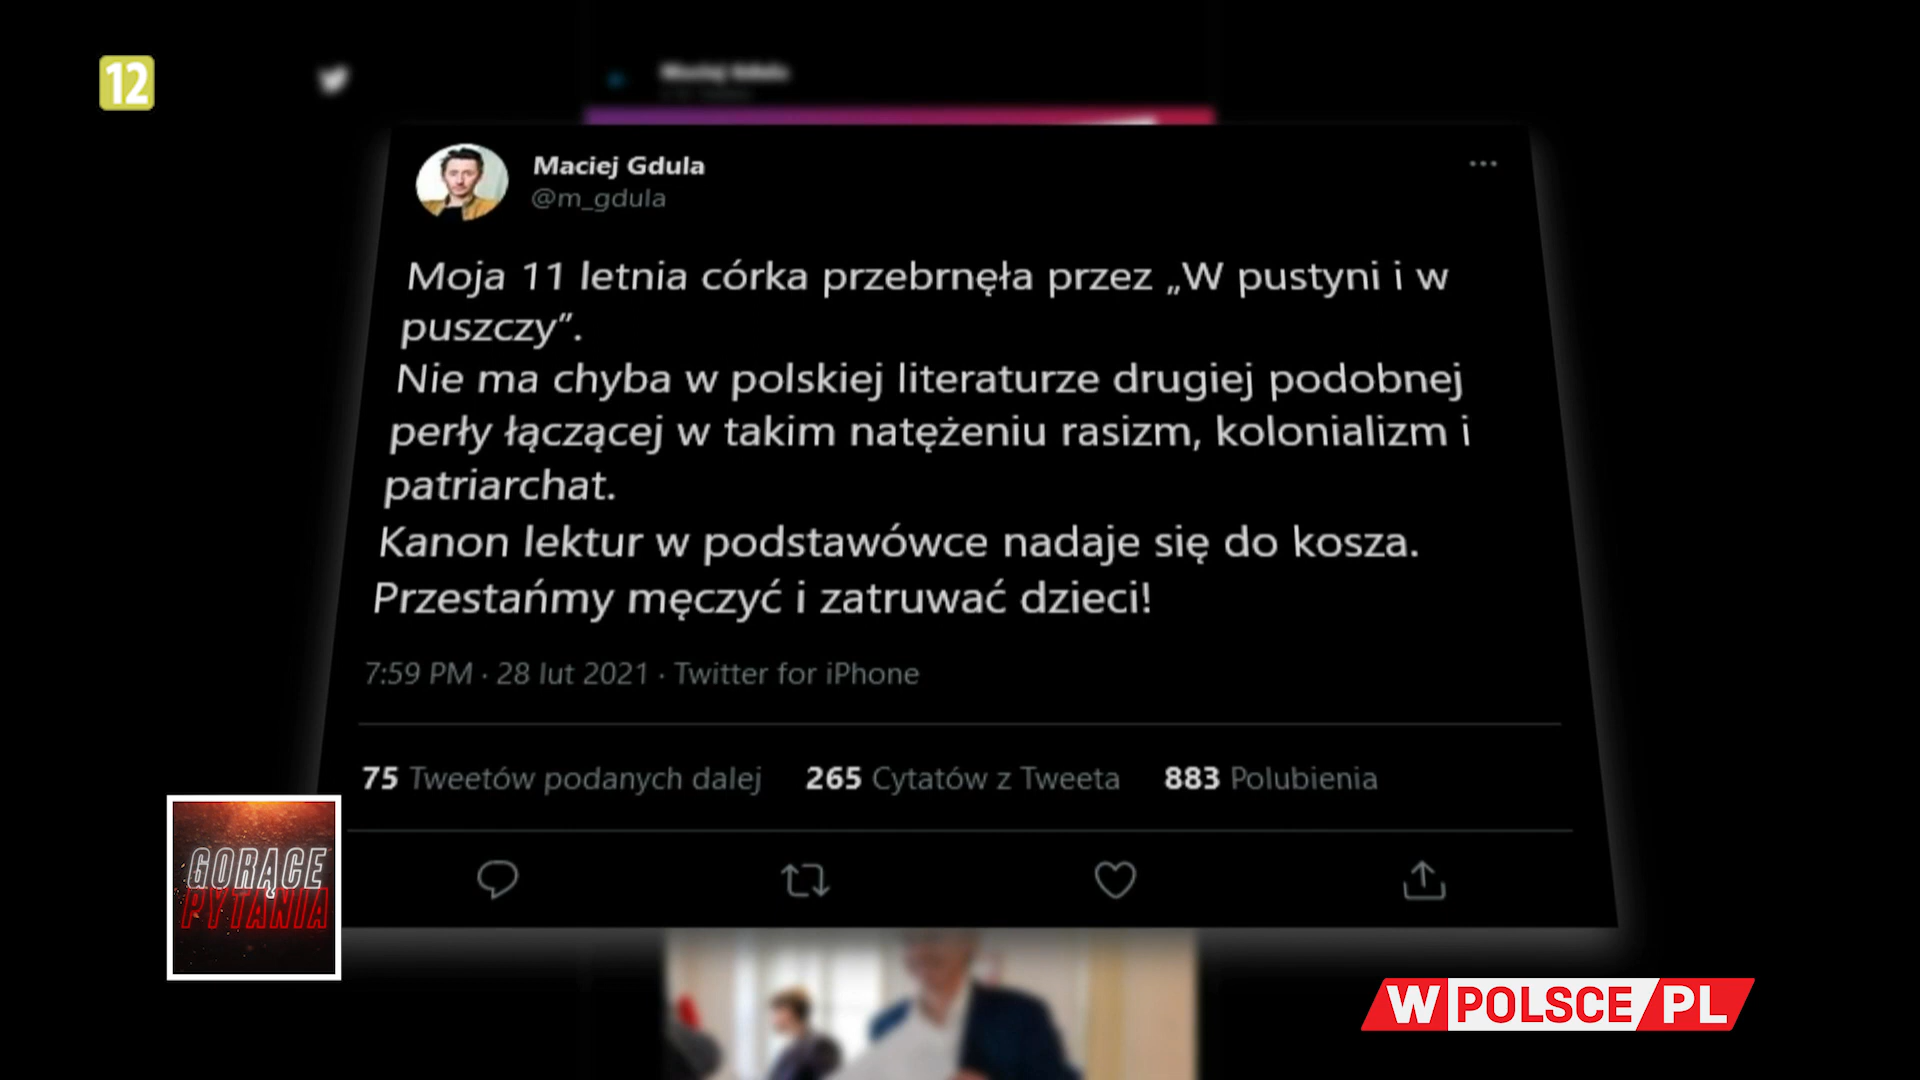 12
Maciej Gdula
Maciej Gdula
@m_gdula
Moja 11 letnia córka przebrnęła przez „W pustyni i w
puszczy”.
Nie ma chyba w polskiej literaturze drugiej podobnej
perły łączącej w takim natężeniu rasizm, kolonializm i
patriarchat.
Kanon lektur w podstawówce nadaje się do kosza.
Przestańmy męczyć i zatruwać dzieci!
7:59 PM · 28 lut 2021 · Twitter for iPhone
75 Tweetów podanych dalej 265 Cytatów z Tweeta 883 Polubienia
GORĄCE
PYTANIA
WPOLSCE/PL